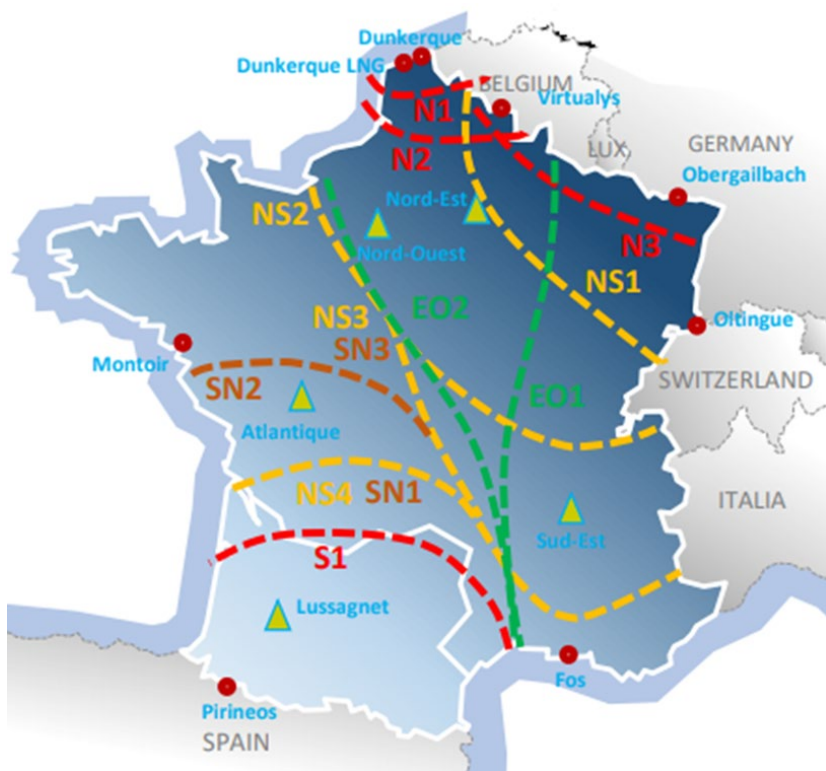 Dunkerque
Dunkerque LNG
BELGIUM
Virtualys
N1
N2
LUX
GERMANY
Obergailbach
Nord-Est
NS2
Nord-Ouest
N3
NS1
NS3
EO2
Oltingue
Montoir
SN3
SN2
EO1
SWITZERLAND
Atlantique
NS4
SN1
ITALIA
Sud-Est
S1
Lussagnet
Fos
Pirineos
SPAIN